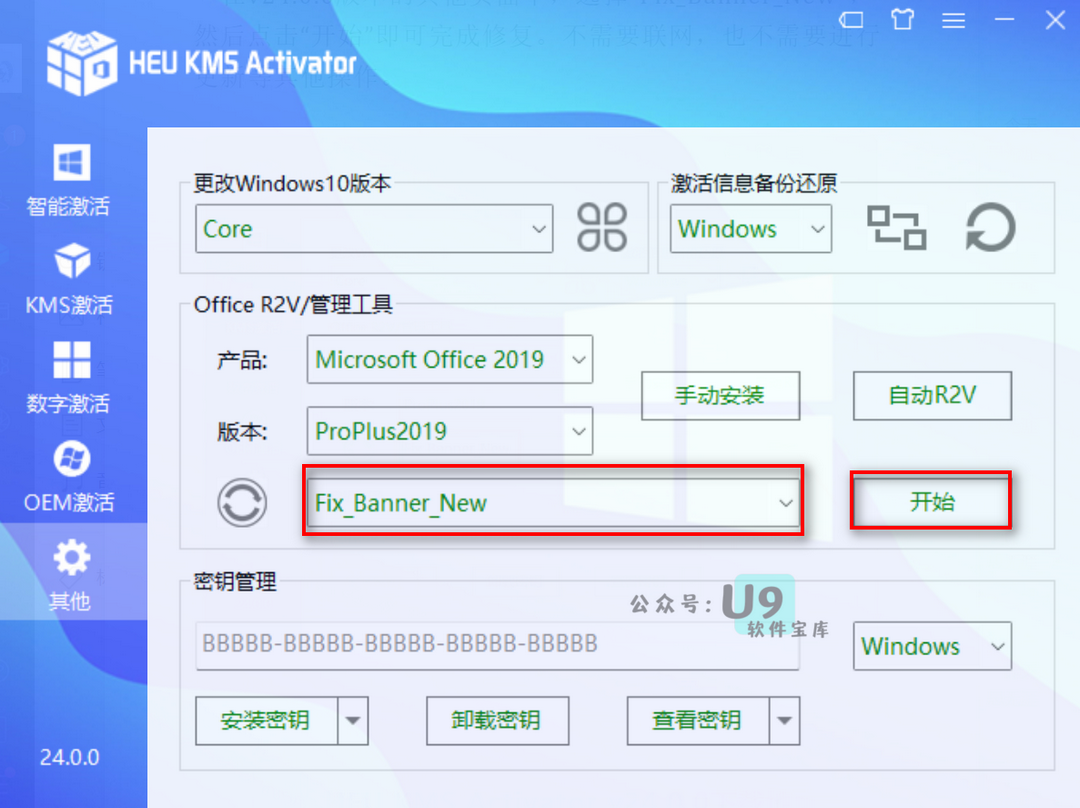 HEU KMS Activator
智能激活
KMS激活
数字激活
OEM激活
其他
24.0.0
更改Windows10版本
Core
激活信息备份还原
Windows
Office R2V/管理工具
产品:
Microsoft Office 2019
手动安装
自动R2V
版本:
ProPlus2019
Fix_Banner_New
开始
密钥管理
公众号:
U9
软件宝库
BBBBB-BBBBB-BBBBB-BBBBB-BBBBB
Windows
安装密钥
卸载密钥
查看密钥